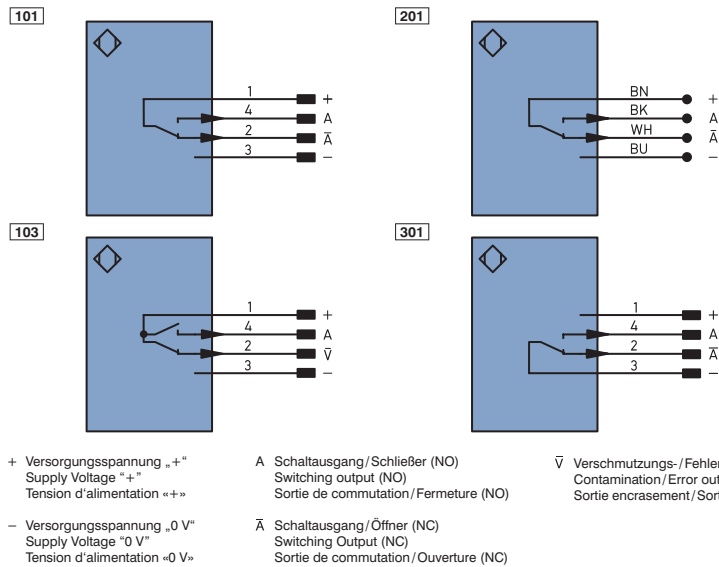 101
1 +
4 A
2 A̅
3 −
201
BN +
BK A
WH A̅
BU −
103
1 +
4 A
2 V̅
3 −
301
1 +
4 A
2 A̅
3 −
+ Versorgungsspannung „+“
Supply Voltage “+”
Tension d‘alimentation «+»
− Versorgungsspannung „0 V“
Supply Voltage “0 V”
Tension d‘alimentation «0 V»
A Schaltausgang/Schließer (NO)
Switching output (NO)
Sortie de commutation/Fermeture (NO)
A̅ Schaltausgang/Öffner (NC)
Switching Output (NC)
Sortie de commutation/Ouverture (NC)
V̅ Verschmutzungs-/Fehler
Contamination/Error out
Sortie encrasement/Sort